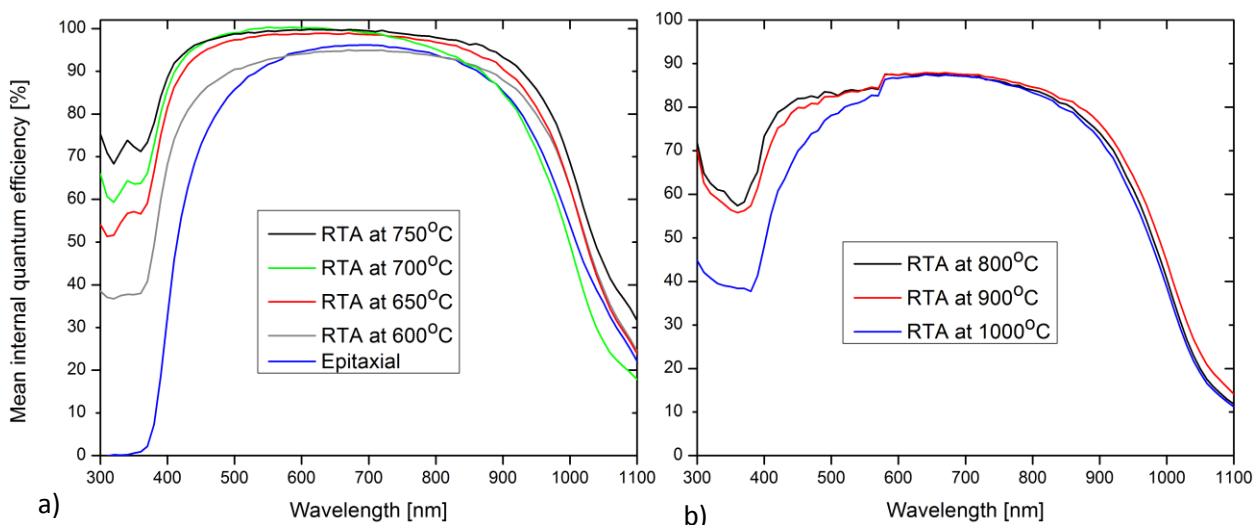 Mean internal quantum efficiency [%]
100
90
80
70
60
50
40
30
20
10
0
RTA at 750°C
RTA at 700°C
RTA at 650°C
RTA at 600°C
Epitaxial
300 400 500 600 700 800 900 1000 1100
Wavelength [nm]
a)
100
90
80
70
60
50
40
30
20
10
0
RTA at 800°C
RTA at 900°C
RTA at 1000°C
300 400 500 600 700 800 900 1000 1100
Wavelength [nm]
b)